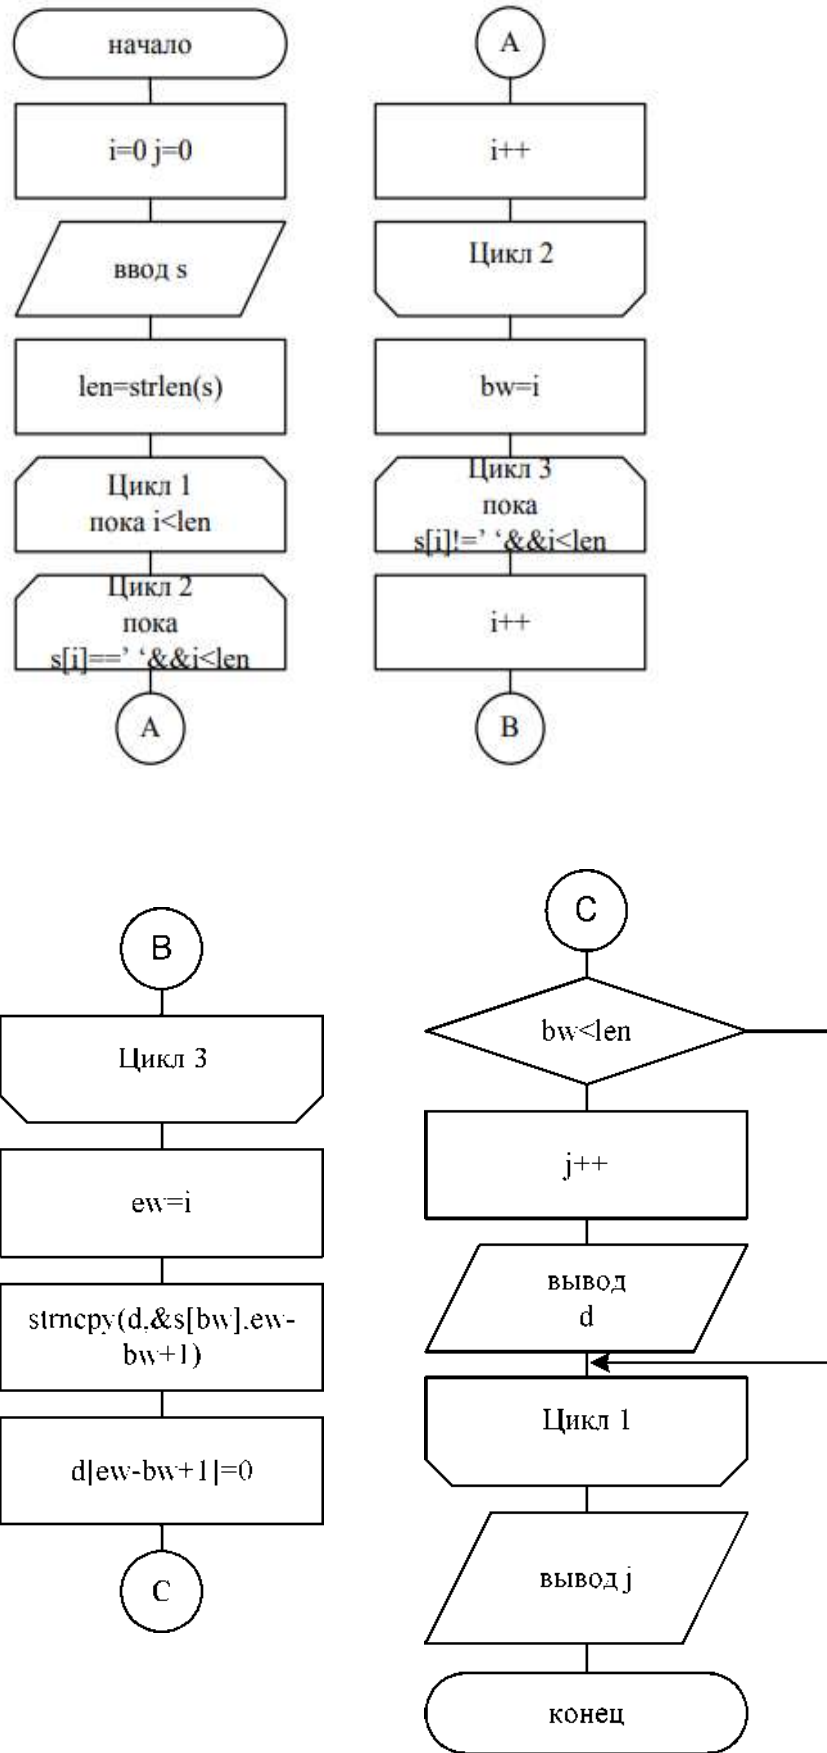 начало
i=0 j=0
ввод s
len=strlen(s)
Цикл 1
пока i<len
Цикл 2
пока
s[i]==’ ‘&&i<len
A
A
i++
Цикл 2
bw=i
Цикл 3
пока
s[i]!=’ ‘&&i<len
i++
B
B
Цикл 3
ew=i
strncpy(d,&s[bw],ew-
bw+1)
d[ew-bw+1]=0
C
C
bw<len
j++
вывод
d
Цикл 1
вывод j
конец